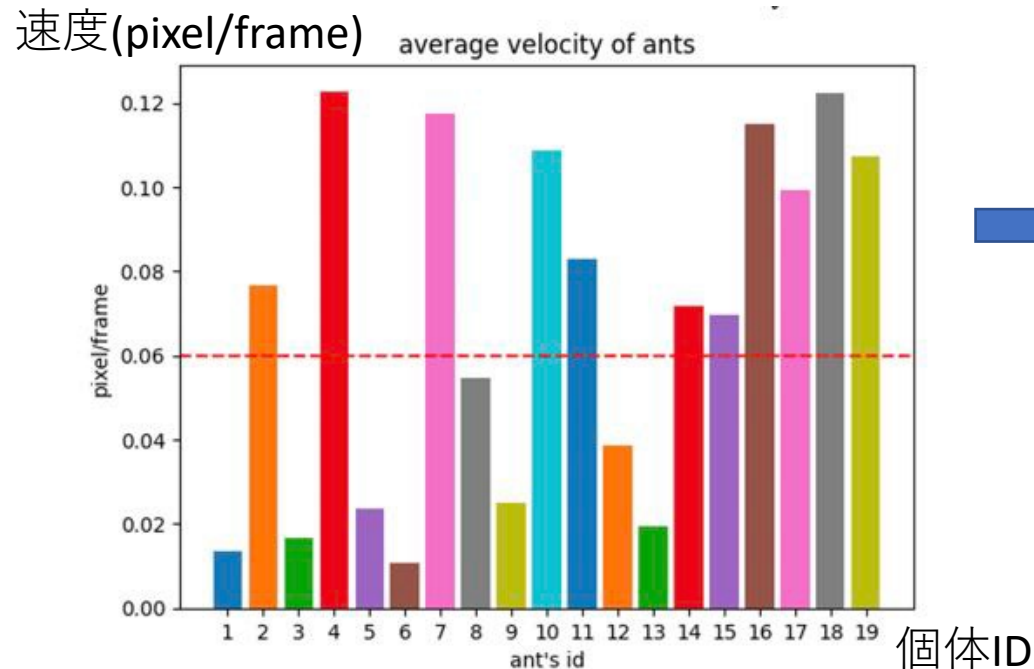 速度(pixel/frame)
average velocity of ants
0.12
0.10
0.08
0.06
0.04
0.02
0.00
pixel/frame
1 2 3 4 5 6 7 8 9 10 11 12 13 14 15 16 17 18 19
ant's id
個体ID